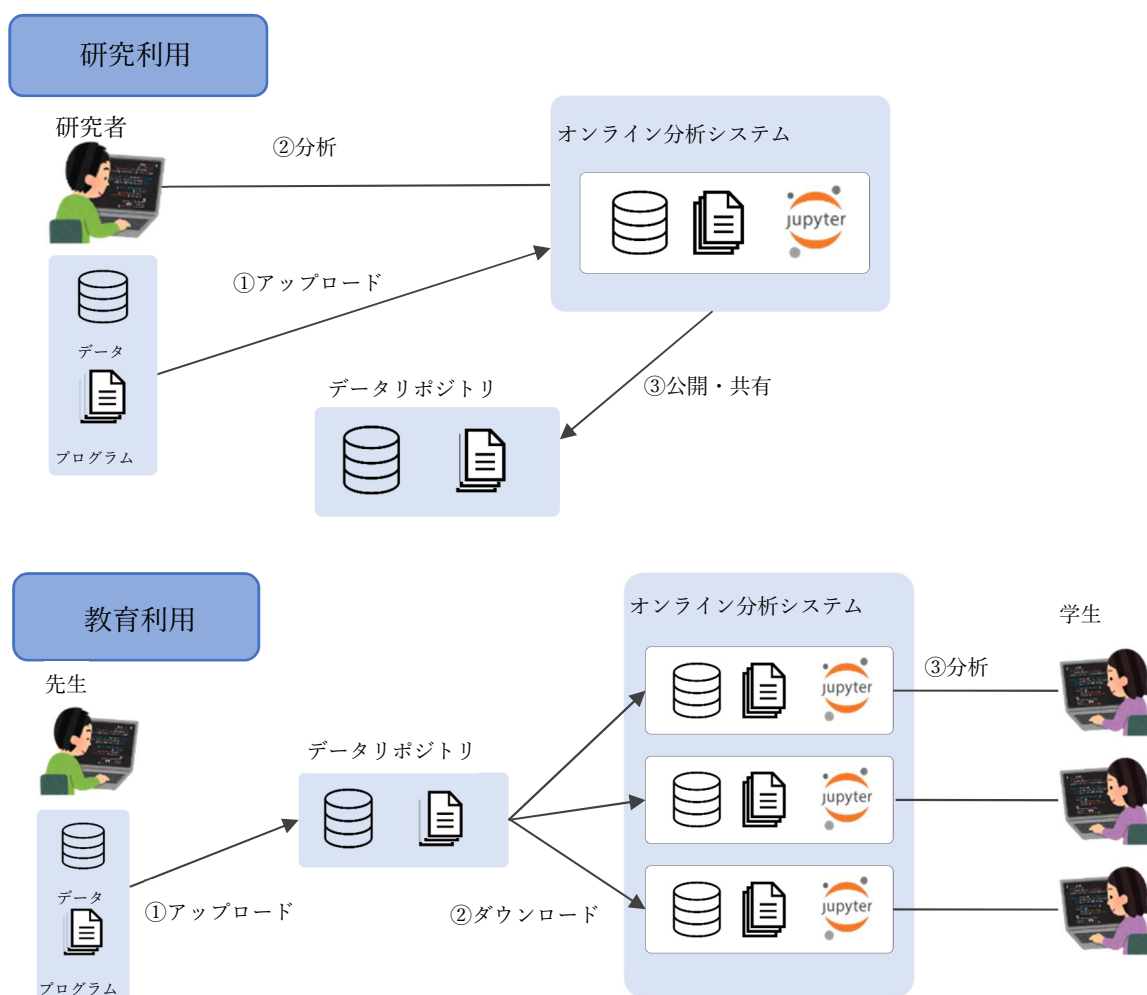 研究利用
研究者
②分析
オンライン分析システム
jupyter
①アップロード
データ
プログラム
データリポジトリ
③公開・共有
教育利用
先生
オンライン分析システム
学生
jupyter
③分析
データリポジトリ
jupyter
データ
①アップロード
②ダウンロード
jupyter
プログラム